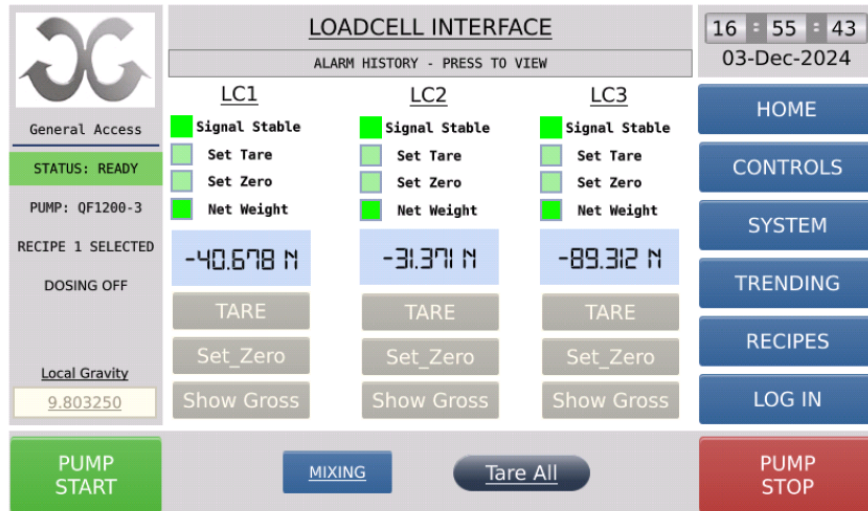 LOADCELL INTERFACE
ALARM HISTORY - PRESS TO VIEW
16 : 55 : 43
03-Dec-2024
General Access
STATUS: READY
PUMP: QF1200-3
RECIPE 1 SELECTED
DOSING OFF
Local Gravity
9.803250
LC1
Signal Stable
Set Tare
Set Zero
Net Weight
-40.678 N
TARE
Set_Zero
Show Gross
LC2
Signal Stable
Set Tare
Set Zero
Net Weight
-31.371 N
TARE
Set_Zero
Show Gross
LC3
Signal Stable
Set Tare
Set Zero
Net Weight
-89.312 N
TARE
Set_Zero
Show Gross
HOME
CONTROLS
SYSTEM
TRENDING
RECIPES
LOG IN
PUMP
START
MIXING
Tare All
PUMP
STOP